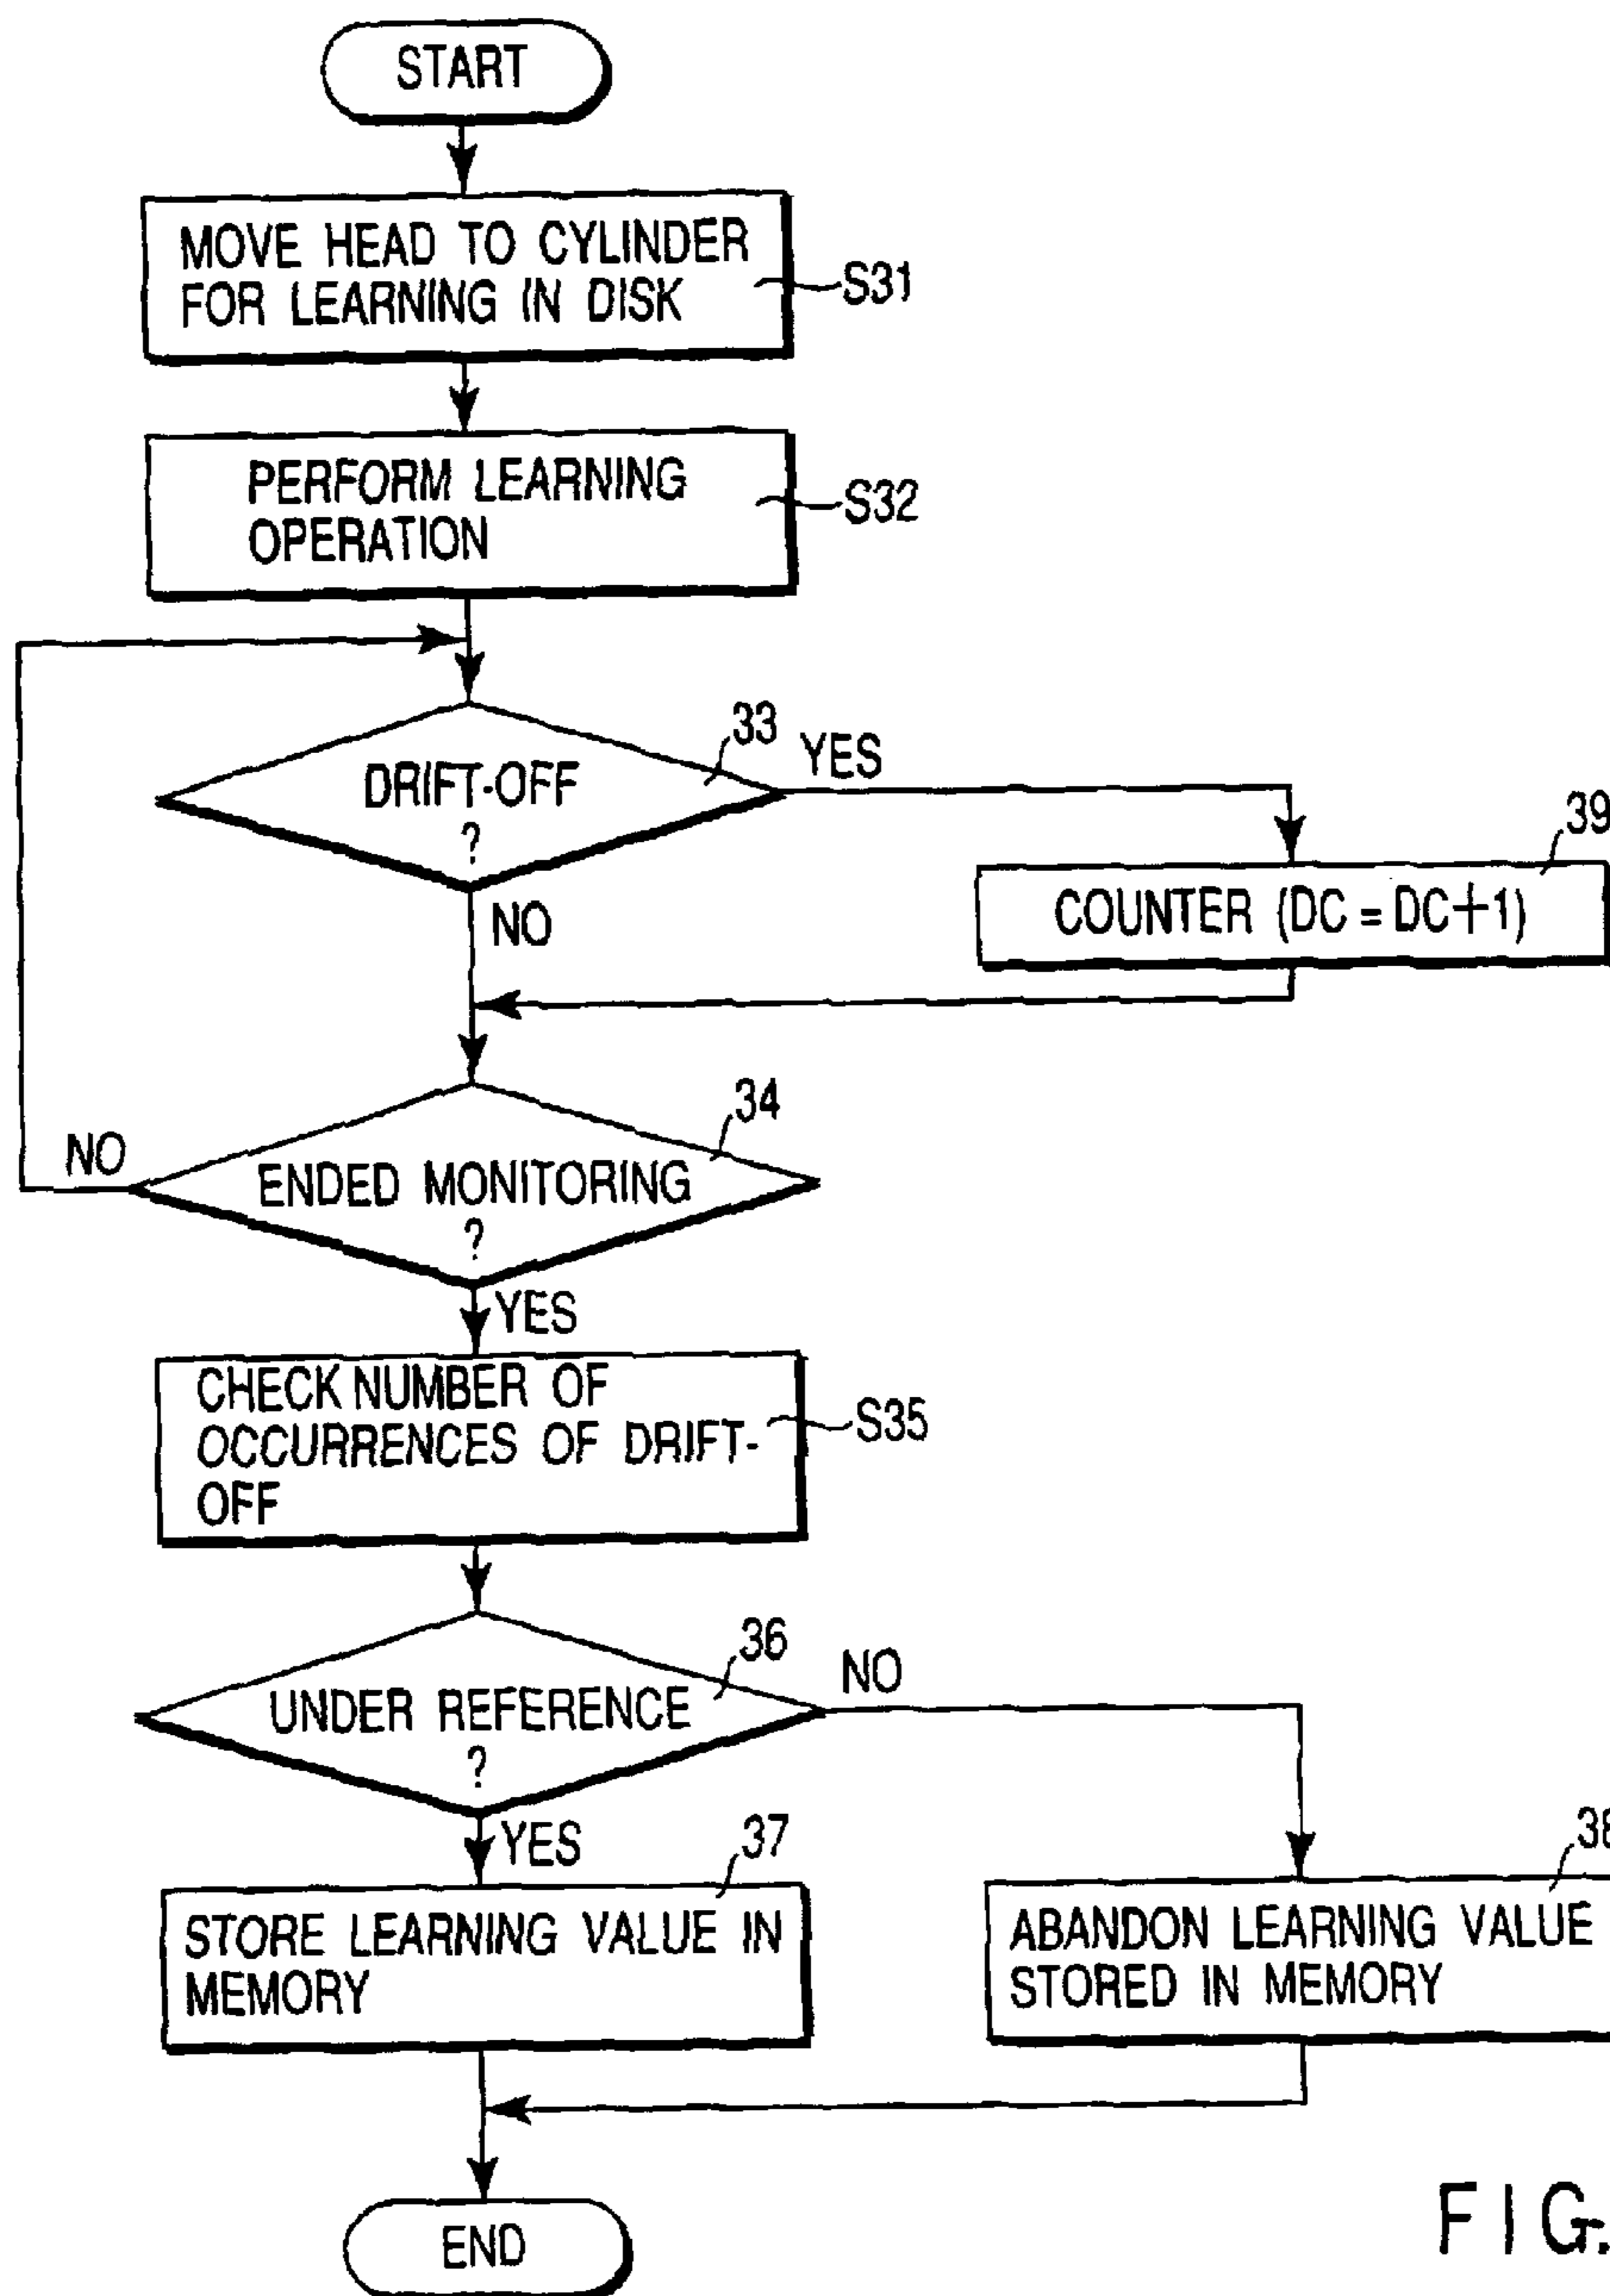 START
MOVE HEAD TO CYLINDER
FOR LEARNING IN DISK
S31
PERFORM LEARNING
OPERATION
S32
33
YES
DRIFT-OFF
?
NO
39
COUNTER (DC = DC+1)
34
NO
ENDED MONITORING
?
YES
CHECK NUMBER OF
OCCURRENCES OF DRIFT-
OFF
S35
36
NO
UNDER REFERENCE
?
YES
37
STORE LEARNING VALUE IN
MEMORY
ABANDON LEARNING VALUE
STORED IN MEMORY
END
FIG.